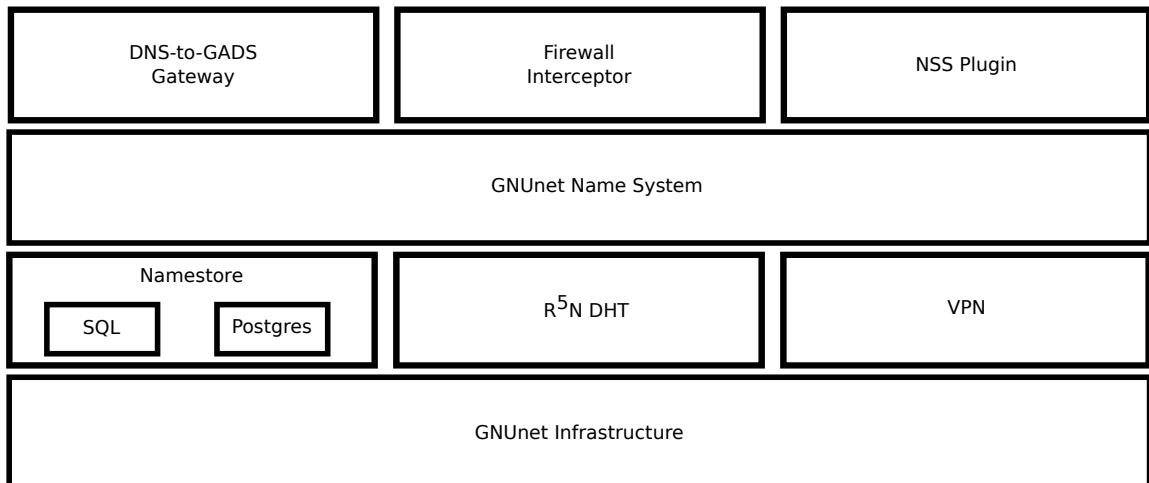 DNS-to-GADS
Gateway
Firewall
Interceptor
NSS Plugin
GNUnet Name System
Namestore
SQL
Postgres
R⁵N DHT
VPN
GNUnet Infrastructure